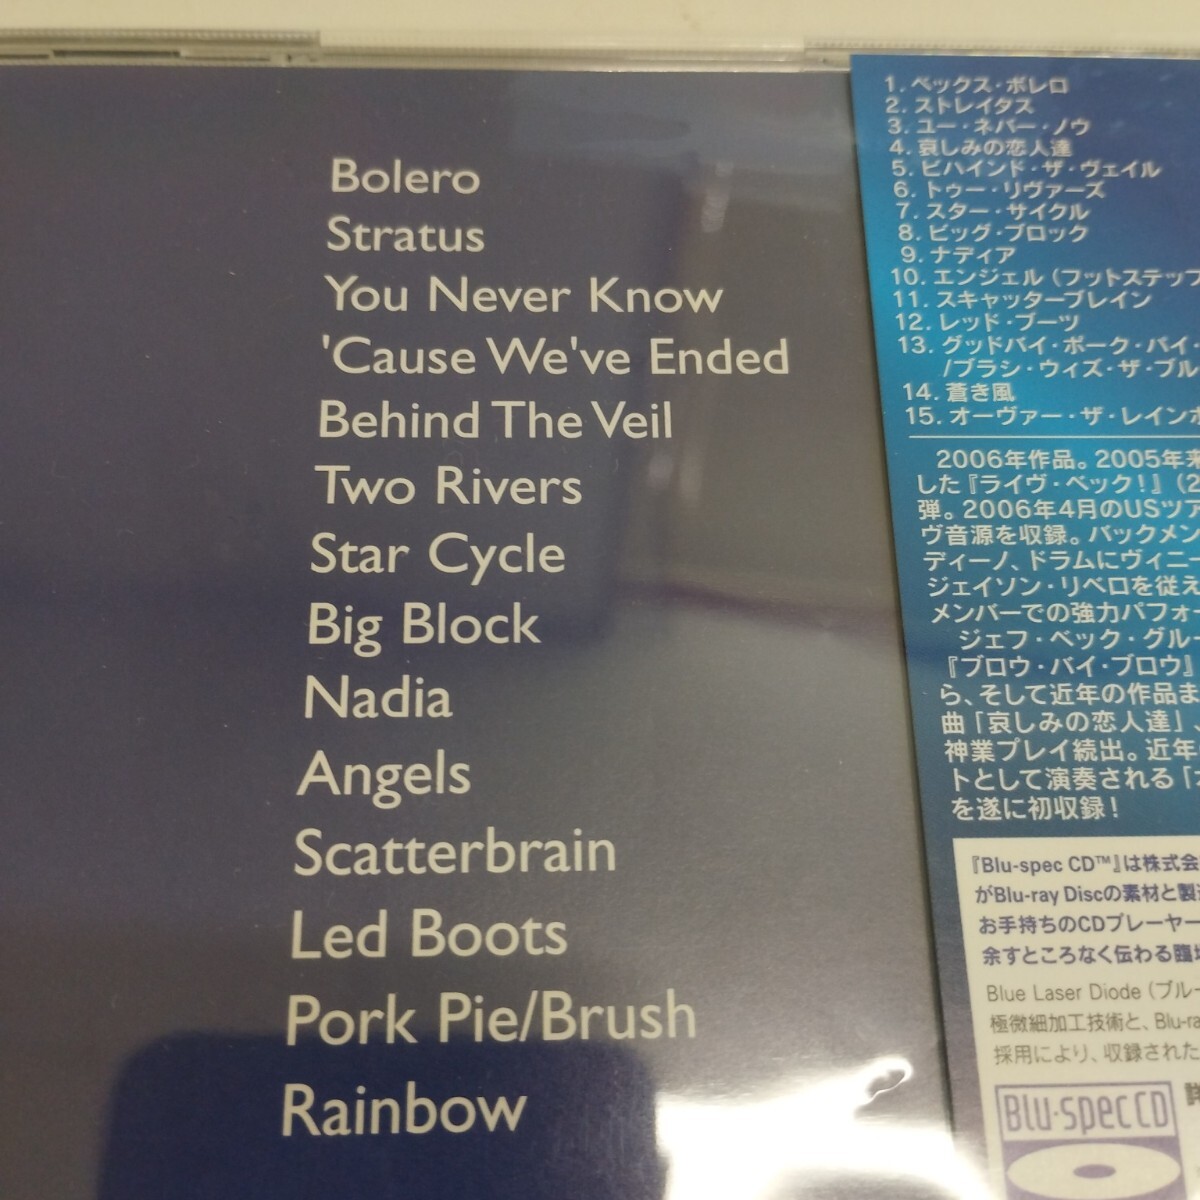 Bolero
Stratus
You Never Know
'Cause We've Ended
Behind The Veil
Two Rivers
Star Cycle
Big Block
Nadia
Angels
Scatterbrain
Led Boots
Pork Pie/Brush
Rainbow
1. ベックス・ボレロ
2. ストレイタス
3. ユー・ネバー・ノウ
4. 哀しみの恋人達
5. ビハインド・ザ・ヴェイル
6. トゥー・リヴァーズ
7. スター・サイクル
8. ビッグ・ブロック
9. ナディア
10. エンジェル (フットステップ
11. スキャッターブレイン
12. レッド・ブーツ
13. グッドバイ・ポーク・パイ・
/ブラシ・ウィズ・ザ・ブル
14. 蒼き風
15. オーヴァー・ザ・レインボ
2006年作品。2005年来
した『ライヴ・ベック!』(2
弾。2006年4月のUSツア
ヴ音源を収録。バックメン
ディーノ、ドラムにヴィニー
ジェイソン・リベロを従え
メンバーでの強力パフォー
ジェフ・ベック・グルー
『ブロウ・バイ・ブロウ』
ら、そして近年の作品ま
曲「哀しみの恋人達」、
神業プレイ続出。近年
トとして演奏される「オ
を遂に初収録!
『Blu-spec CD™』は株式会
がBlu-ray Discの素材と製造
お手持ちのCDプレーヤー
余すところなく伝わる臨場
Blue Laser Diode (ブルー
極微細加工技術と、Blu-ra
採用により、収録された
Blu-spec CD
詳